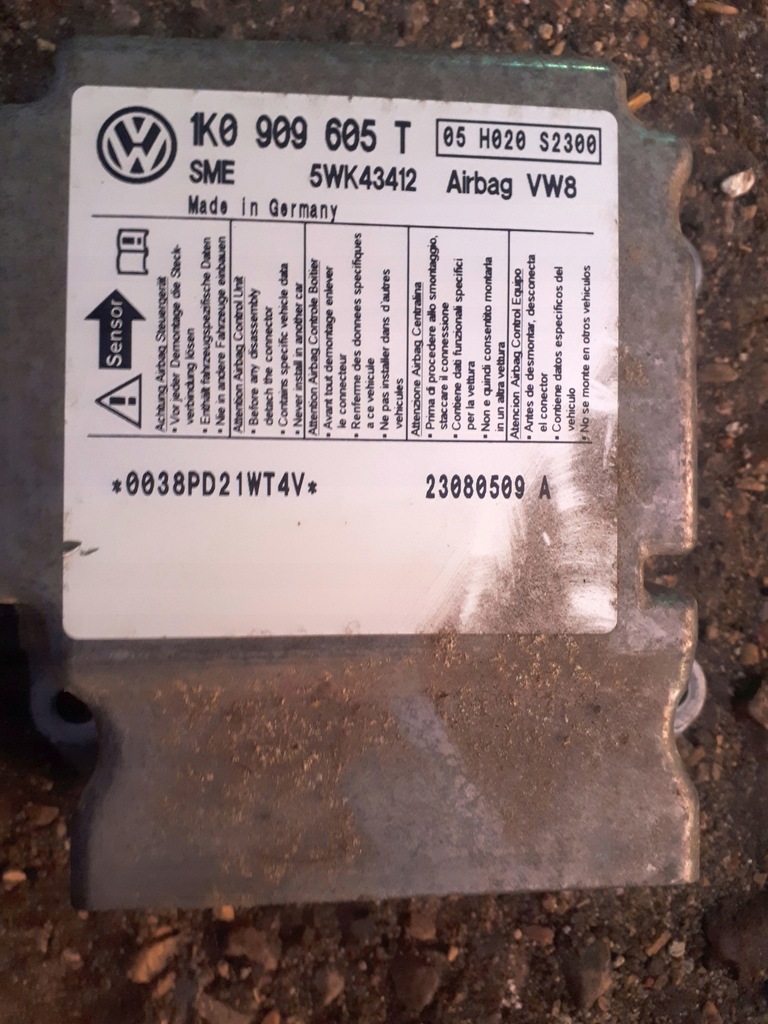 1K0 909 605 T
05 H020 S2300
SME 5WK43412 Airbag VW8
Made in Germany
Sensor
Achtung Airbag Steuergerät
• Vor jeder Demontage die Steck-
verbindung lösen
• Enthält fahrzeugspezifische Daten
• Nie in andere Fahrzeuge einbauen
Attention Airbag Control Unit
• Before any disassembly
detach the connector
• Contains specific vehicle data
• Never install in another car
Attention Airbag Controle Boitier
• Avant tout demontage enlever
le connecteur
• Renferme des donnees specifiques
a ce vehicule
• Ne pas installer dans d'autres
vehicules
Attenzione Airbag Centralina
• Prima di procedere allo smontaggio,
staccare il connessione
• Contiene dati funzionali specifici
per la vettura
• Non e quindi consentito montarla
in un altra vettura
Atencion Airbag Control Equipo
• Antes de desmontar, desconecta
el conector
• Contiene datos especificos del
vehiculo
• No se monte en otros vehiculos
*0038PD21WT4V* 23080509 A